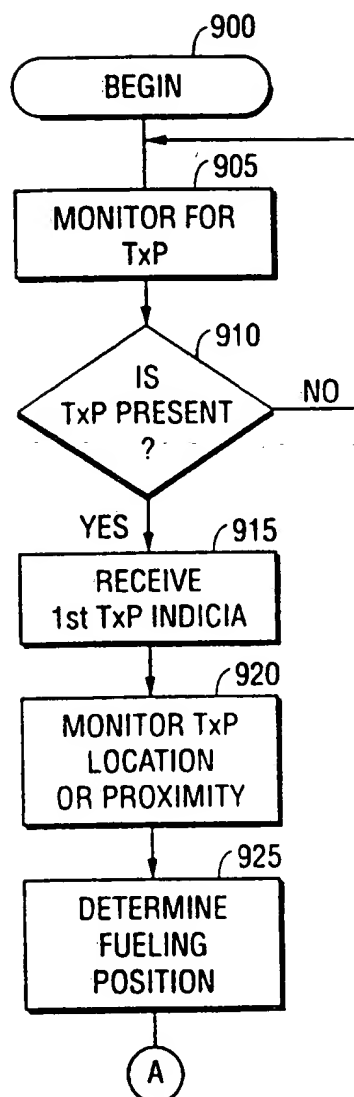 900
BEGIN
905
MONITOR FOR
TxP
910
IS
TxP PRESENT
?
NO
YES
915
RECEIVE
1st TxP INDICIA
920
MONITOR TxP
LOCATION
OR PROXIMITY
925
DETERMINE
FUELING
POSITION
A